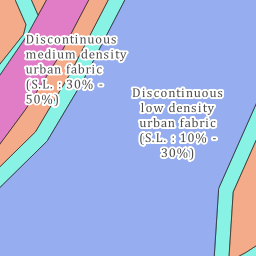 Discontinuous
medium density
urban fabric
(S.L. : 30% -
50%)
Discontinuous
low density
urban fabric
(S.L. : 10% -
30%)